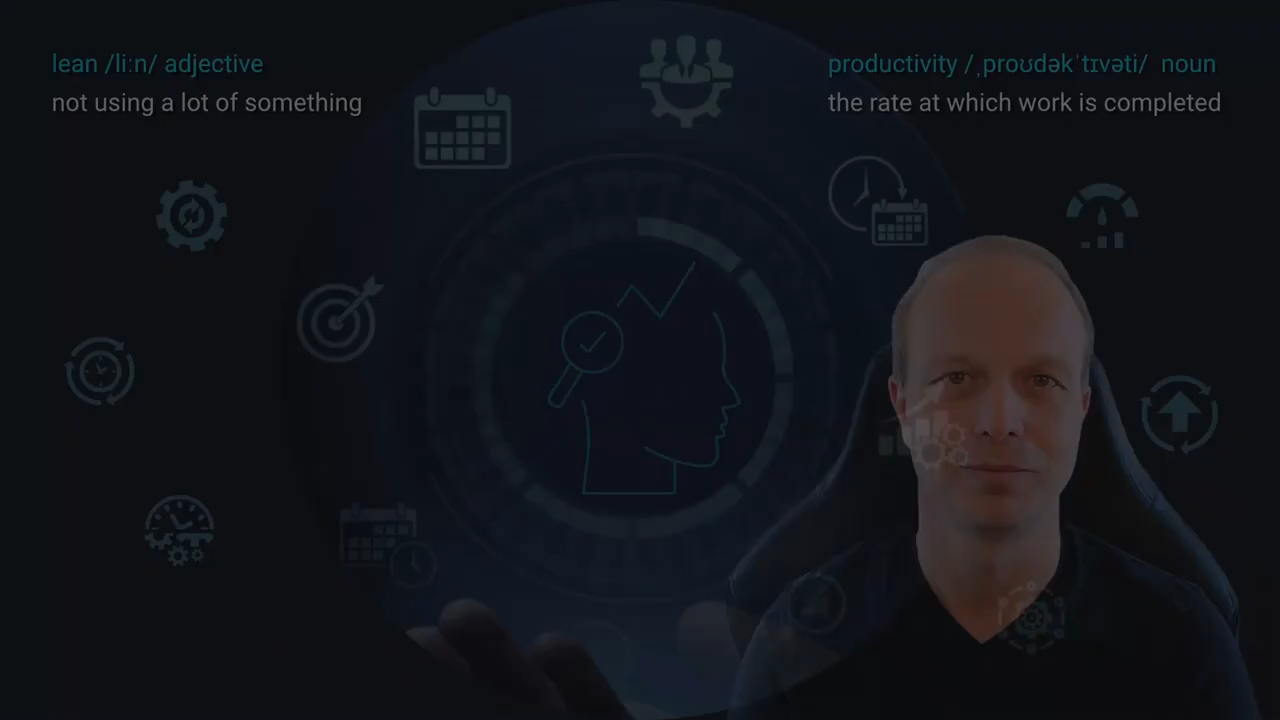 lean /liːn/ adjective
not using a lot of something
productivity /ˌproʊdəkˈtɪvəti/ noun
the rate at which work is completed